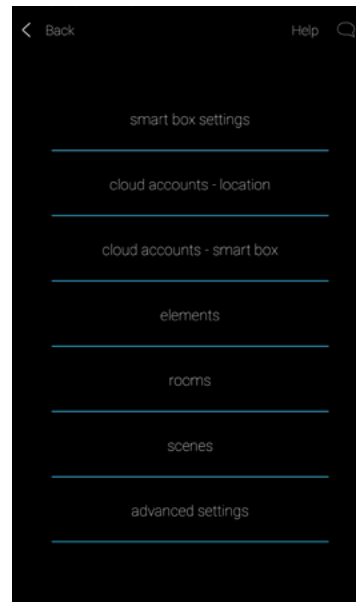 Back
Help
smart box settings
cloud accounts - location
cloud accounts - smart box
elements
rooms
scenes
advanced settings